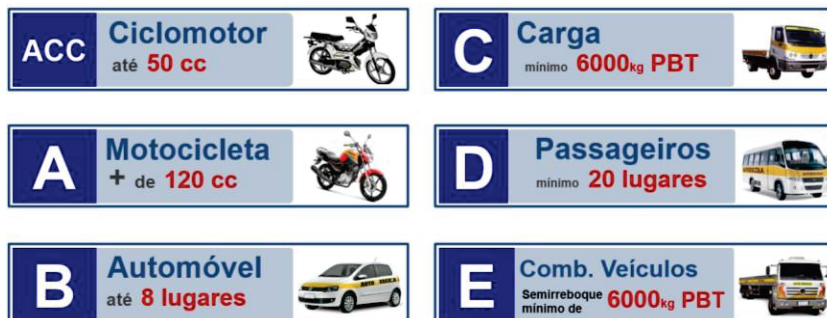 ACC
Ciclomotor
até 50 cc
A
Motocicleta
+ de 120 cc
B
Automóvel
até 8 lugares
C
Carga
mínimo 6000kg PBT
D
Passageiros
mínimo 20 lugares
E
Comb. Veículos
Semirreboque
mínimo de 6000kg PBT